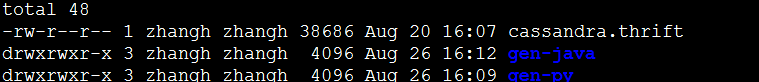 total 48
-rw-r--r-- 1 zhangh zhangh 38686 Aug 20 16:07 cassandra.thrift
drwxrwxr-x 3 zhangh zhangh  4096 Aug 26 16:12 gen-java
drwxrwxr-x 3 zhangh zhangh  4096 Aug 26 16:09 gen-py